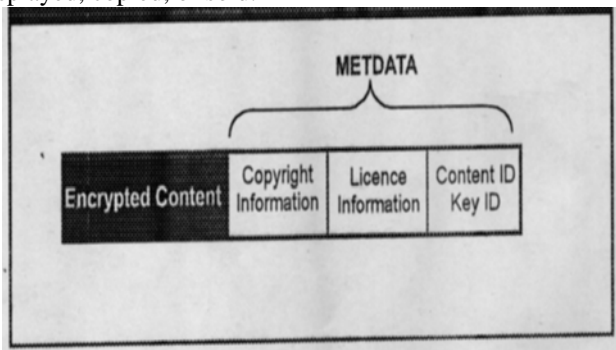 METDATA
Encrypted Content
Copyright
Information
Licence
Information
Content ID
Key ID